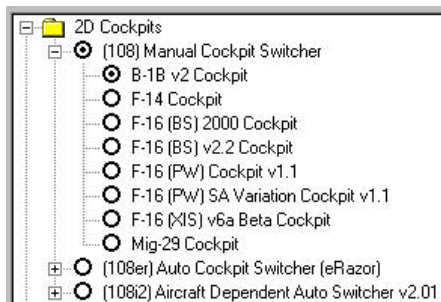 2D Cockpits
(108) Manual Cockpit Switcher
B-1B v2 Cockpit
F-14 Cockpit
F-16 (BS) 2000 Cockpit
F-16 (BS) v2.2 Cockpit
F-16 (PW) Cockpit v1.1
F-16 (PW) SA Variation Cockpit v1.1
F-16 (XIS) v6a Beta Cockpit
Mig-29 Cockpit
(108er) Auto Cockpit Switcher (eRazor)
(108i2) Aircraft Dependent Auto Switcher v2.01